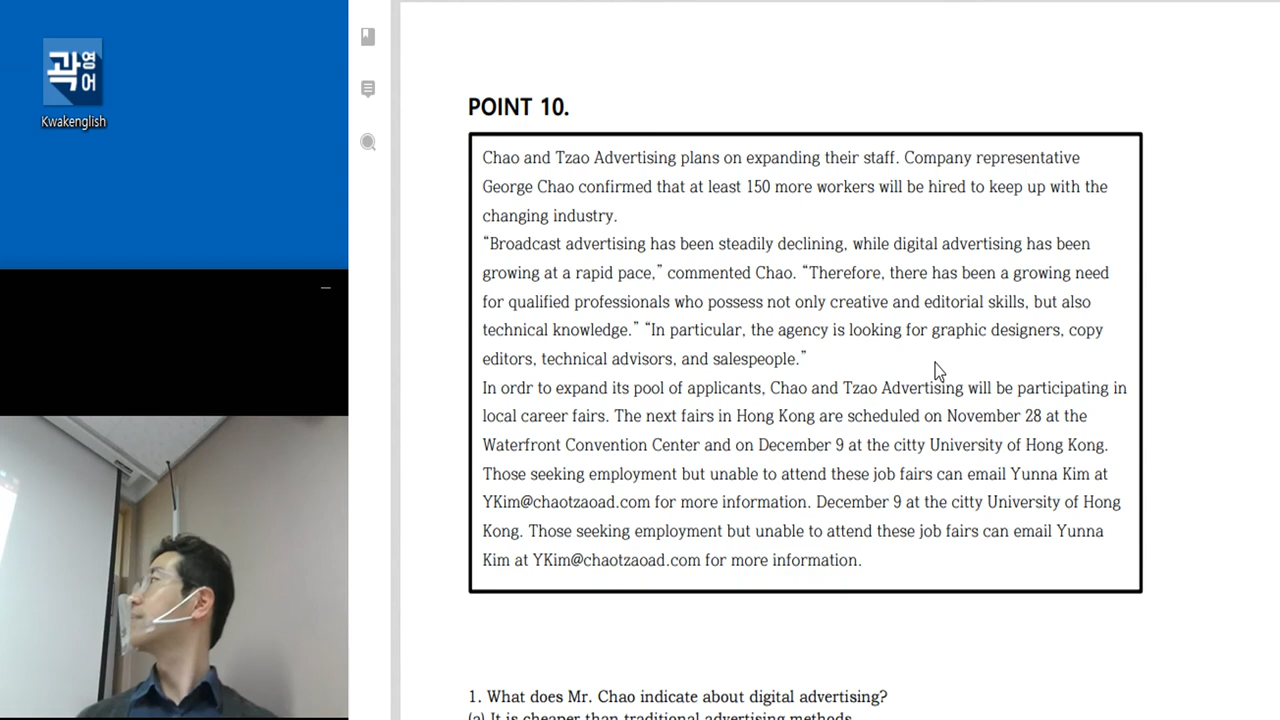 곽영어
Kwakenglish
POINT 10.
Chao and Tzao Advertising plans on expanding their staff. Company representative
George Chao confirmed that at least 150 more workers will be hired to keep up with the
changing industry.
“Broadcast advertising has been steadily declining, while digital advertising has been
growing at a rapid pace,” commented Chao. “Therefore, there has been a growing need
for qualified professionals who possess not only creative and editorial skills, but also
technical knowledge.” “In particular, the agency is looking for graphic designers, copy
editors, technical advisors, and salespeople.”
In ordr to expand its pool of applicants, Chao and Tzao Advertising will be participating in
local career fairs. The next fairs in Hong Kong are scheduled on November 28 at the
Waterfront Convention Center and on December 9 at the citty University of Hong Kong.
Those seeking employment but unable to attend these job fairs can email Yunna Kim at
YKim@chaotzaoad.com for more information. December 9 at the citty University of Hong
Kong. Those seeking employment but unable to attend these job fairs can email Yunna
Kim at YKim@chaotzaoad.com for more information.
1. What does Mr. Chao indicate about digital advertising?
(a) It is cheaper than traditional advertising methods